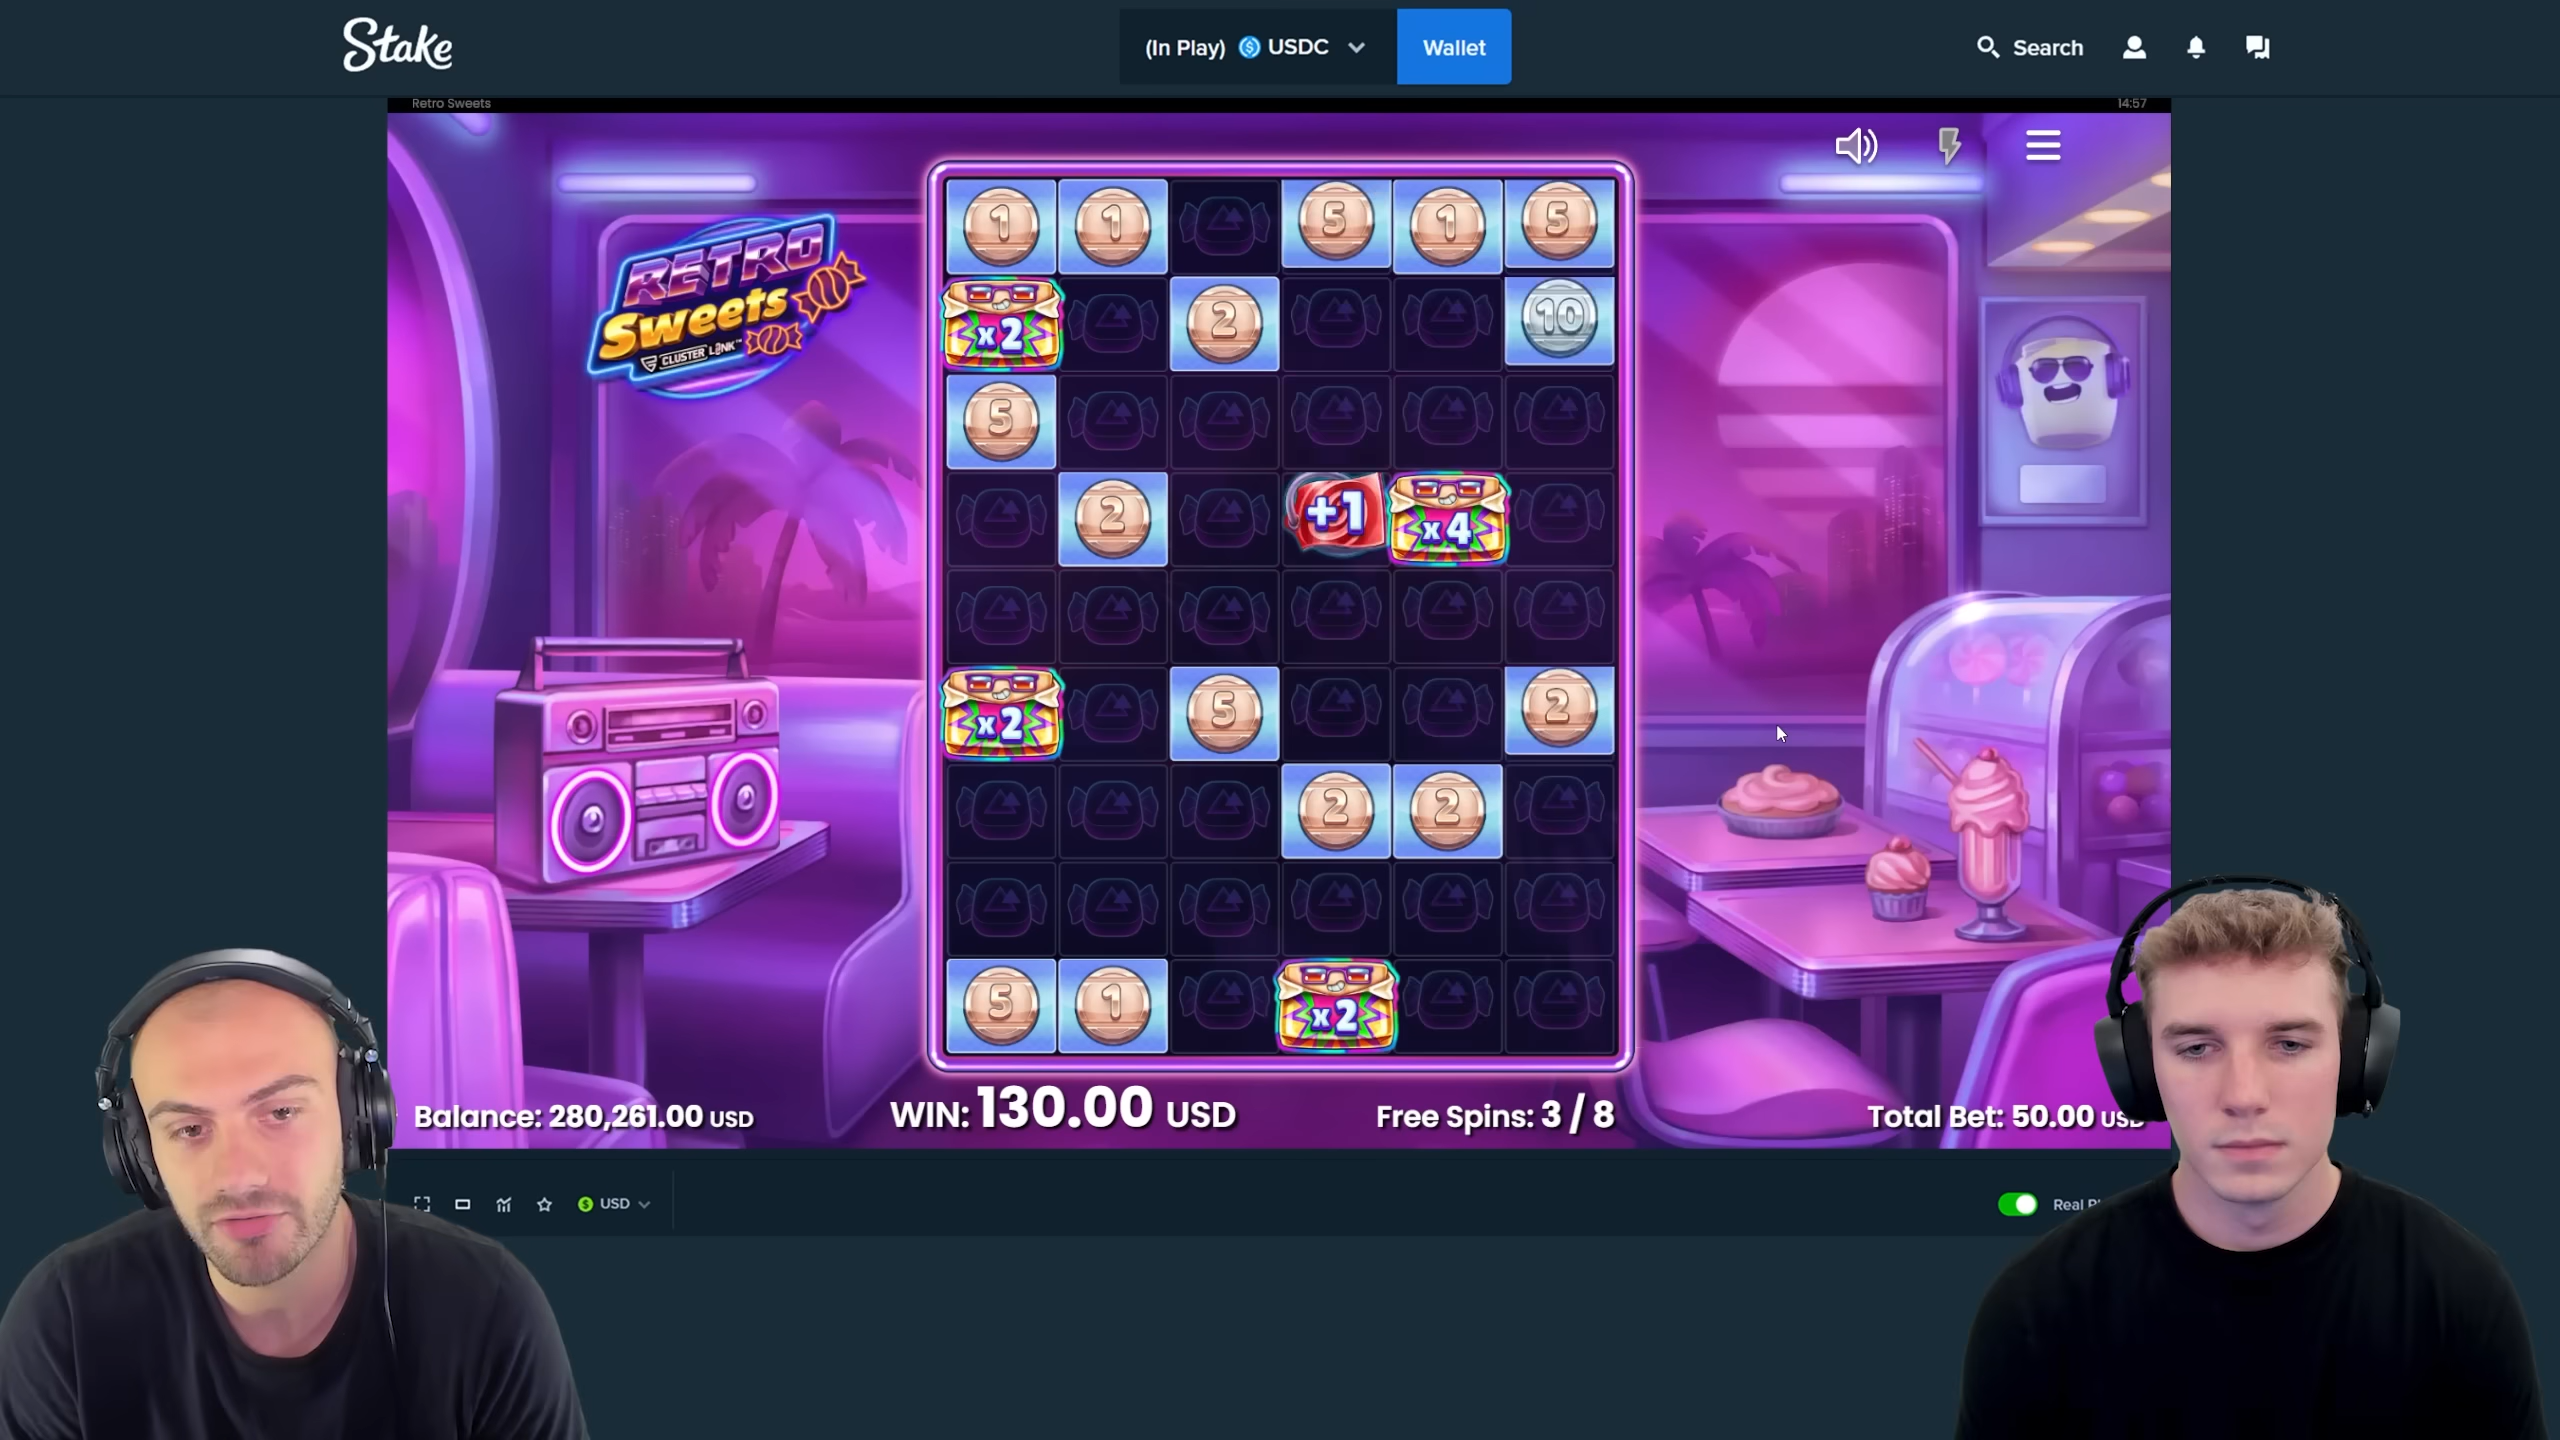 Stake
(In Play) USDC
Wallet
Search
Retro Sweets
14:57
RETRO
Sweets
CLUSTER LINK™
1 1 5 1 5
x2 2 10
5
2 +1 x4
x2 5 2
2 2
5 1 x2
Balance: 280,261.00 USD
WIN: 130.00 USD
Free Spins: 3 / 8
Total Bet: 50.00 USD
USD
Real